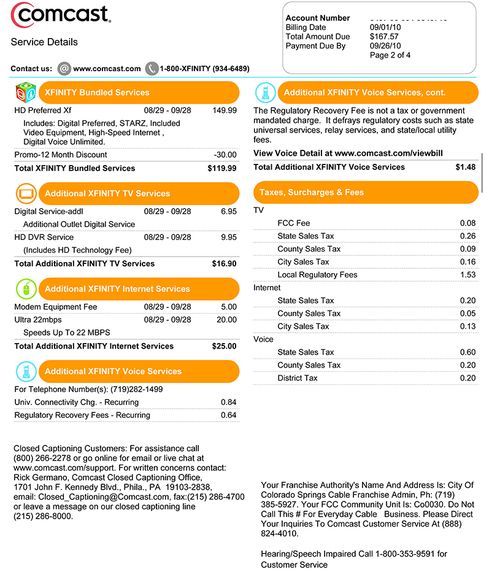 comcast.
Service Details
Account Number
Billing Date 09/01/10
Total Amount Due $167.57
Payment Due By 09/26/10
Page 2 of 4
Contact us: www.comcast.com 1-800-XFINITY (934-6489)
XFINITY Bundled Services
HD Preferred Xf 08/29 - 09/28 149.99
Includes: Digital Preferred, STARZ, Included
Video Equipment, High-Speed Internet ,
Digital Voice Unlimited.
Promo-12 Month Discount -30.00
Total XFINITY Bundled Services $119.99
Additional XFINITY TV Services
Digital Service-addl 08/29 - 09/28 6.95
Additional Outlet Digital Service
HD DVR Service 08/29 - 09/28 9.95
(Includes HD Technology Fee)
Total Additional XFINITY TV Services $16.90
Additional XFINITY Internet Services
Modem Equipment Fee 08/29 - 09/28 5.00
Ultra 22mbps 08/29 - 09/28 20.00
Speeds Up To 22 MBPS
Total Additional XFINITY Internet Services $25.00
Additional XFINITY Voice Services
For Telephone Number(s): (719)282-1499
Univ. Connectivity Chg. - Recurring 0.84
Regulatory Recovery Fees - Recurring 0.64
Closed Captioning Customers: For assistance call
(800) 266-2278 or go online for email or live chat at
www.comcast.com/support. For written concerns contact:
Rick Germano, Comcast Closed Captioning Office,
1701 John F. Kennedy Blvd., Phila., PA 19103-2838,
email: Closed_Captioning@Comcast.com, fax:(215) 286-4700
or leave a message on our closed captioning line
(215) 286-8000.
Additional XFINITY Voice Services, cont.
The Regulatory Recovery Fee is not a tax or government
mandated charge. It defrays regulatory costs such as state
universal services, relay services, and state/local utility
fees.
View Voice Detail at www.comcast.com/viewbill
Total Additional XFINITY Voice Services $1.48
Taxes, Surcharges & Fees
TV
FCC Fee 0.08
State Sales Tax 0.26
County Sales Tax 0.09
City Sales Tax 0.16
Local Regulatory Fees 1.53
Internet
State Sales Tax 0.20
County Sales Tax 0.05
City Sales Tax 0.13
Voice
State Sales Tax 0.60
County Sales Tax 0.20
District Tax 0.20
Your Franchise Authority's Name And Address Is: City Of
Colorado Springs Cable Franchise Admin, Ph: (719)
385-5927. Your FCC Community Unit Is: Co0030. Do Not
Call This # For Everyday Cable Business. Please Direct
Your Inquiries To Comcast Customer Service At (888)
824-4010.
Hearing/Speech Impaired Call 1-800-353-9591 for
Customer Service